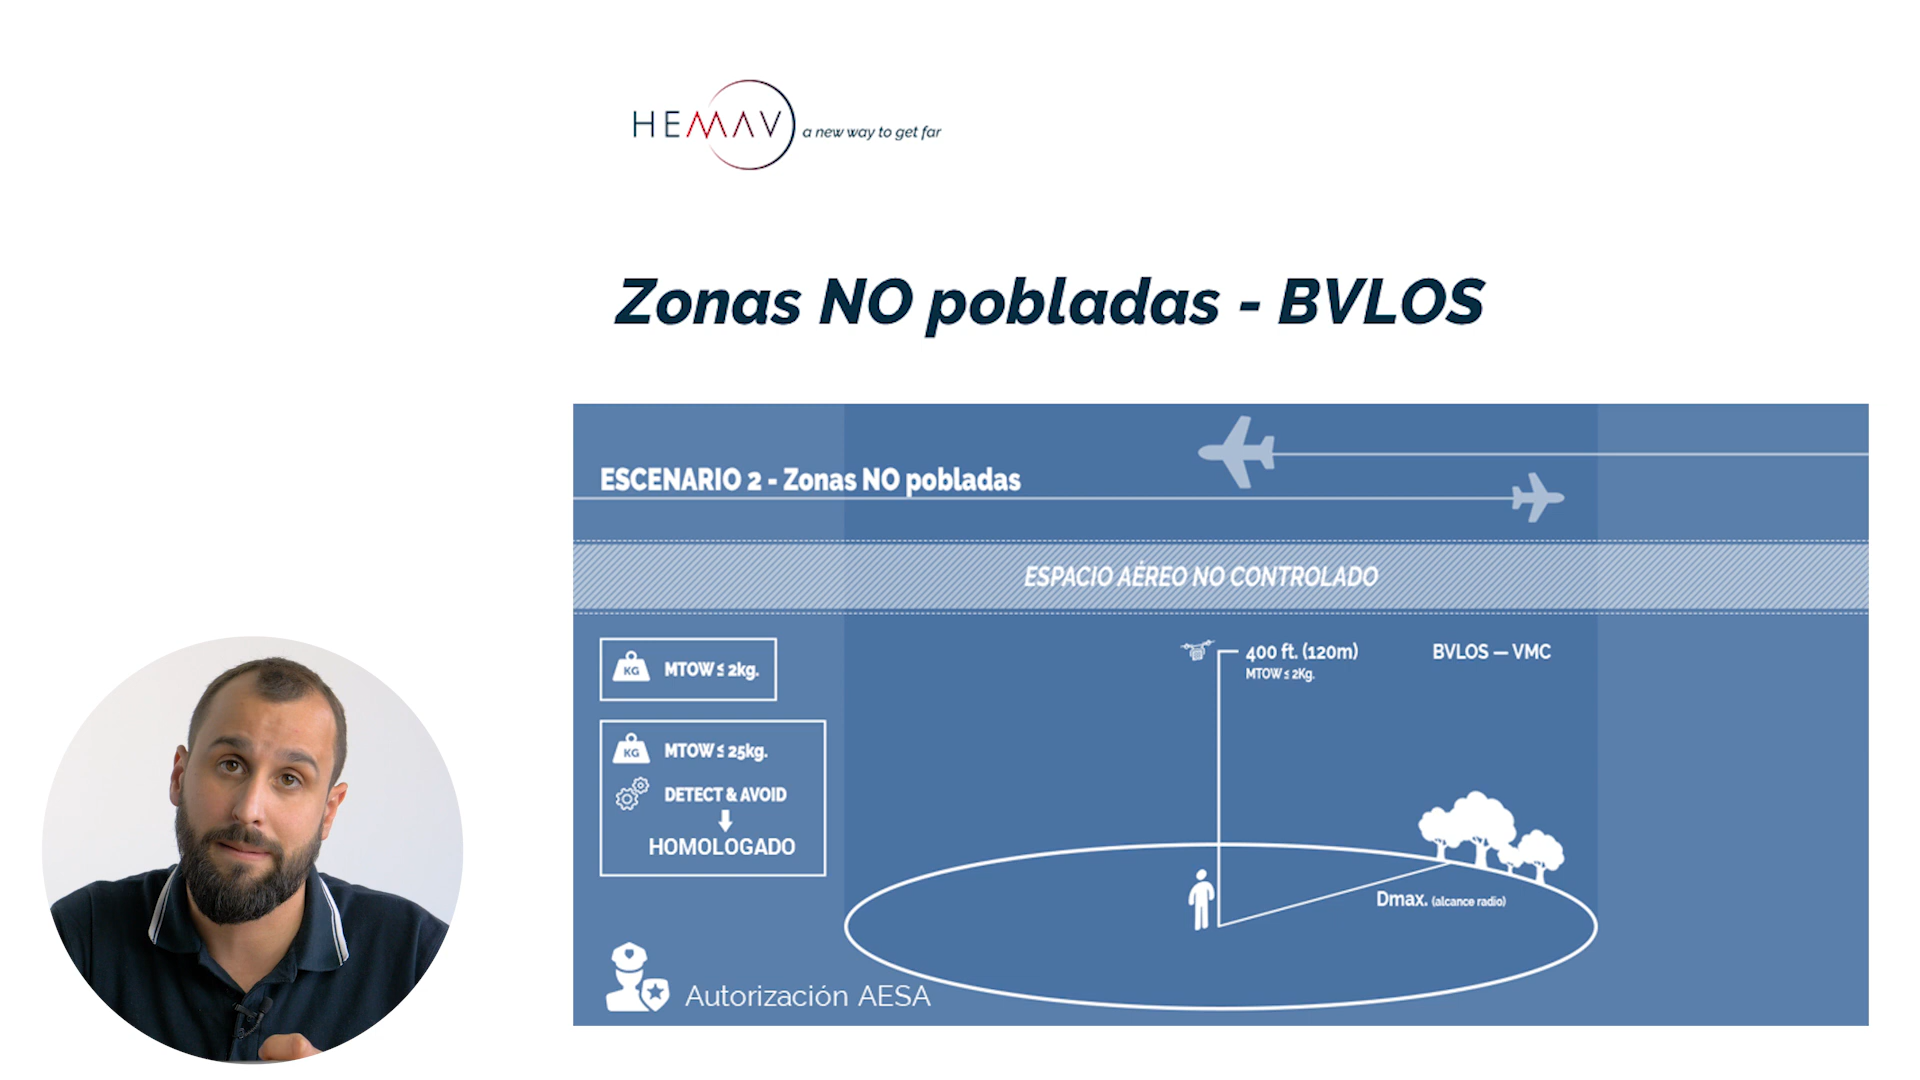 HEMAV a new way to get far
Zonas NO pobladas - BVLOS
ESCENARIO 2 - Zonas NO pobladas
ESPACIO AÉREO NO CONTROLADO
KG MTOW ≤ 2kg.
KG MTOW ≤ 25kg.
DETECT & AVOID
HOMOLOGADO
400 ft. (120m)
MTOW ≤ 2Kg.
BVLOS — VMC
Dmax. (alcance radio)
Autorización AESA